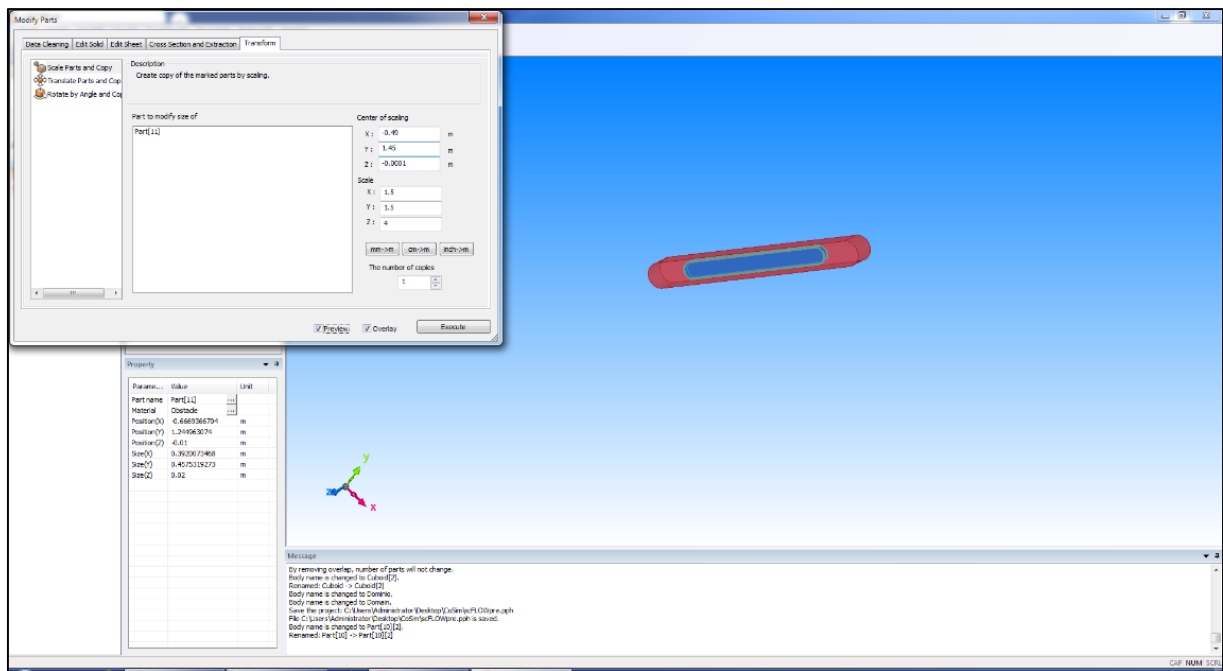 Modify Parts
Data Cleaning
Edit Solid
Edit Sheet
Cross Section and Extraction
Transform
Scale Parts and Copy
Translate Parts and Cop
Rotate by Angle and Co
Description
Create copy of the marked parts by scaling.
Part to modify size of
Part[11]
Center of scaling
X : -0.49 m
Y : 1.45 m
Z : -0.0001 m
Scale
X : 1.5
Y : 1.5
Z : 4
mm->m cm->m inch->m
The number of copies
1
Preview Overlay Execute
Property
Parame... Value Unit
Part name Part[11] ...
Material Obstacle ...
Position(X) -0.6669366704 m
Position(Y) 1.244963074 m
Position(Z) -0.01 m
Size(X) 0.3920073468 m
Size(Y) 0.4575319273 m
Size(Z) 0.02 m
y
z
x
Message
By removing overlap, number of parts will not change.
Body name is changed to Cuboid[2].
Renamed: Cuboid -> Cuboid[2]
Body name is changed to Dominio.
Body name is changed to Domain.
Save the project: C:\Users\Administrator\Desktop\CoSim\scFLOWpre.pph
File C:\Users\Administrator\Desktop\CoSim\scFLOWpre.pph is saved.
Body name is changed to Part[10][2].
Renamed: Part[10] -> Part[10][2]
CAP NUM SCRL